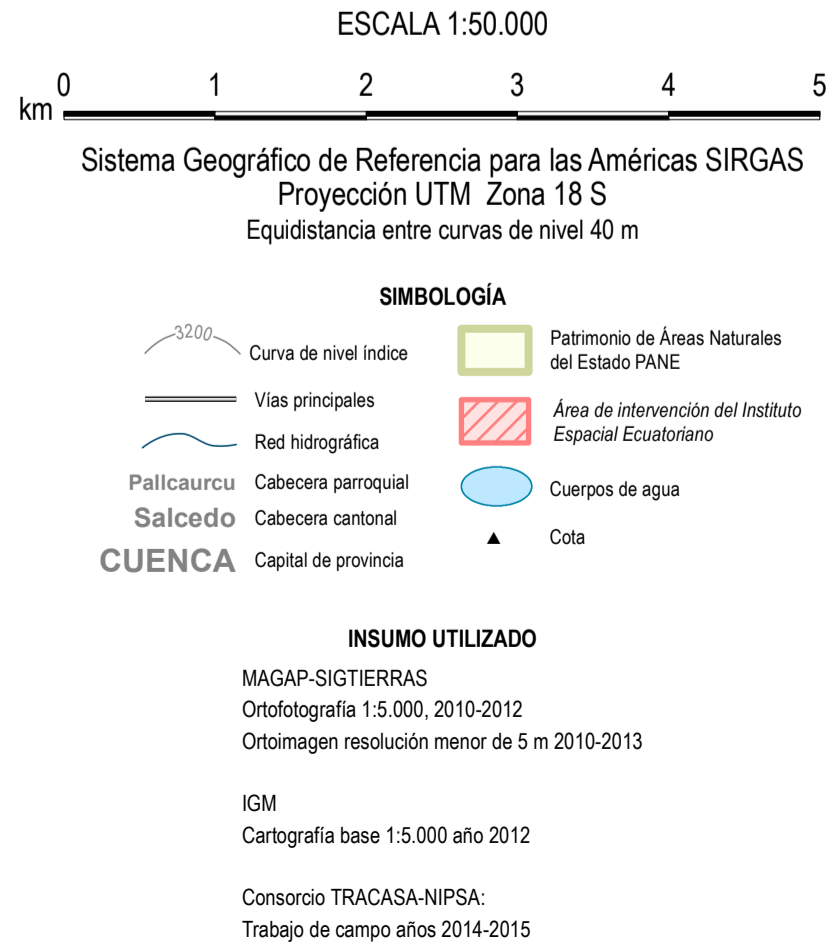 ESCALA 1:50.000
0 1 2 3 4 5
km
Sistema Geográfico de Referencia para las Américas SIRGAS
Proyección UTM Zona 18 S
Equidistancia entre curvas de nivel 40 m
SIMBOLOGÍA
3200
Curva de nivel índice
Vías principales
Red hidrográfica
Pallcaurcu Cabecera parroquial
Salcedo Cabecera cantonal
CUENCA Capital de provincia
Patrimonio de Áreas Naturales
del Estado PANE
Área de intervención del Instituto
Espacial Ecuatoriano
Cuerpos de agua
Cota
INSUMO UTILIZADO
MAGAP-SIGTIERRAS
Ortofotografía 1:5.000, 2010-2012
Ortoimagen resolución menor de 5 m 2010-2013
IGM
Cartografía base 1:5.000 año 2012
Consorcio TRACASA-NIPSA:
Trabajo de campo años 2014-2015